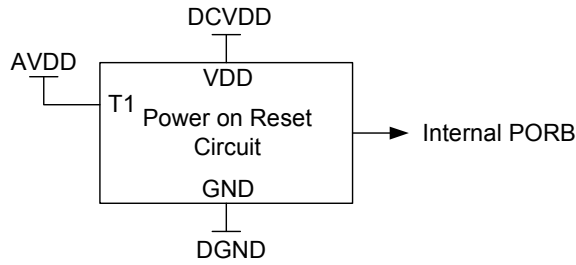 DCVDD
AVDD
VDD
T1
Power on Reset
Circuit
Internal PORB
GND
DGND